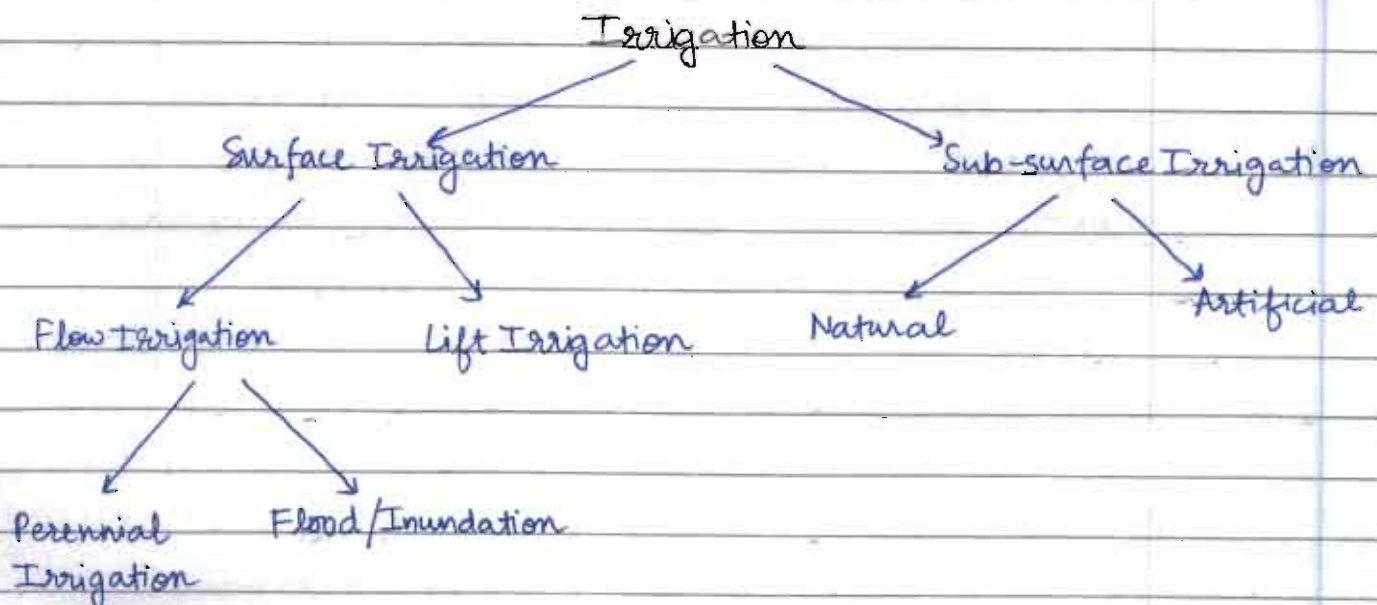 Irrigation
Surface Irrigation
Sub-surface Irrigation
Flow Irrigation
Lift Irrigation
Natural
Artificial
Perennial
Irrigation
Flood/Inundation